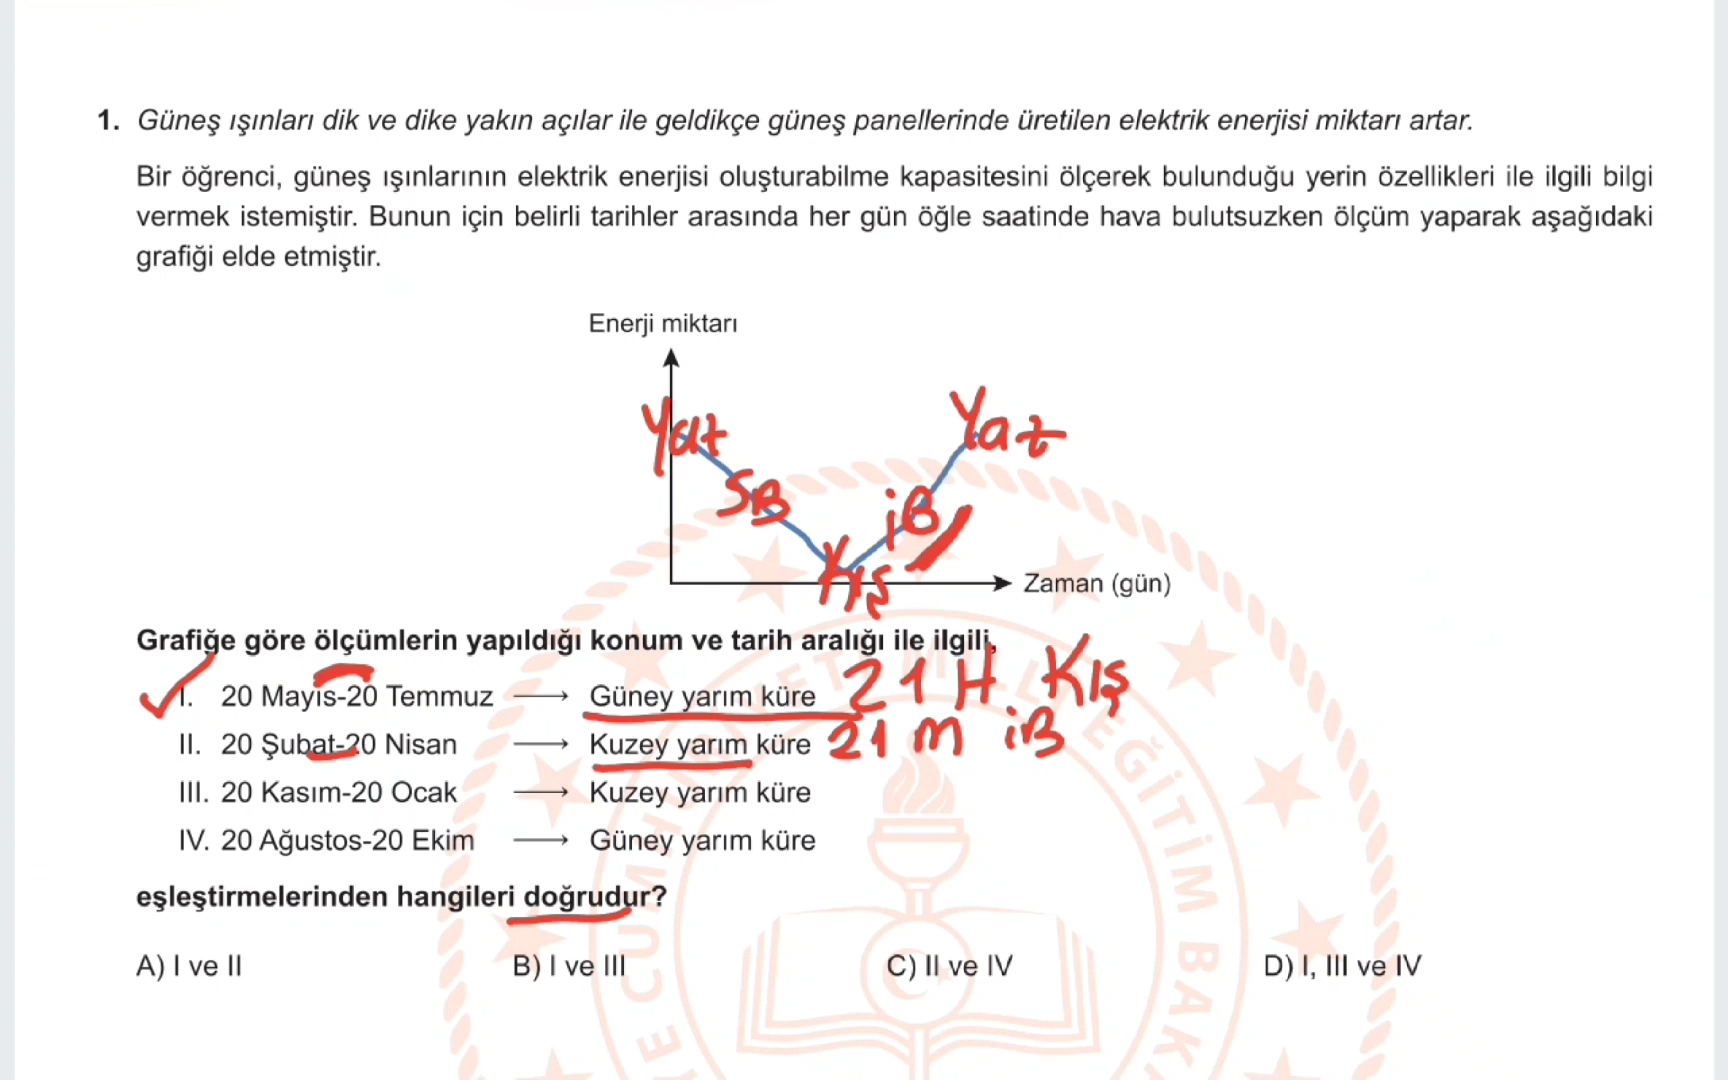 1. Güneş ışınları dik ve dike yakın açılar ile geldikçe güneş panellerinde üretilen elektrik enerjisi miktarı artar.
Bir öğrenci, güneş ışınlarının elektrik enerjisi oluşturabilme kapasitesini ölçerek bulunduğu yerin özellikleri ile ilgili bilgi
vermek istemiştir. Bunun için belirli tarihler arasında her gün öğle saatinde hava bulutsuzken ölçüm yaparak aşağıdaki
grafiği elde etmiştir.
Enerji miktarı
Yaz
Yaz
SB
iB
Kış
Zaman (gün)
Grafiğe göre ölçümlerin yapıldığı konum ve tarih aralığı ile ilgili,
I. 20 Mayıs-20 Temmuz → Güney yarım küre 21 H Kış
II. 20 Şubat-20 Nisan → Kuzey yarım küre 21 m iB
III. 20 Kasım-20 Ocak → Kuzey yarım küre
IV. 20 Ağustos-20 Ekim → Güney yarım küre
eşleştirmelerinden hangileri doğrudur?
A) I ve II B) I ve III C) II ve IV D) I, III ve IV